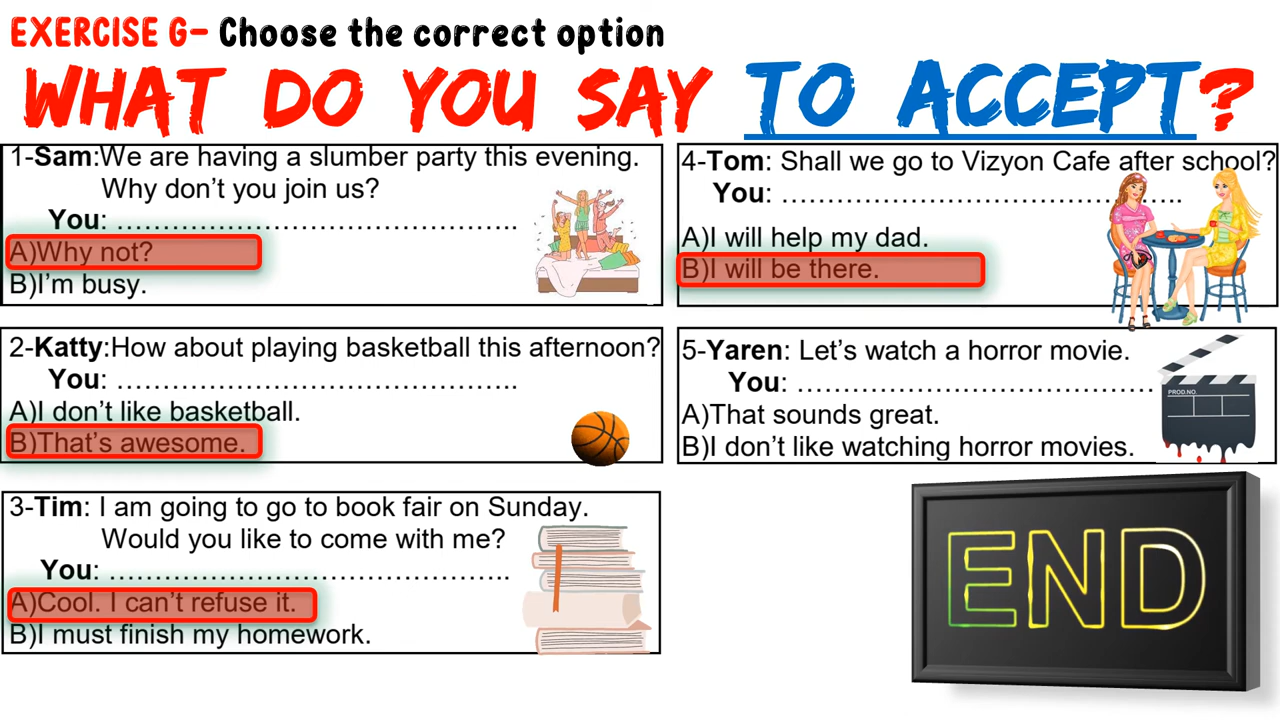 EXERCISE G- Choose the correct option
WHAT DO YOU SAY TO ACCEPT?
1-Sam:We are having a slumber party this evening.
Why don't you join us?
You: ……………………………………..
A)Why not?
B)I'm busy.
2-Katty:How about playing basketball this afternoon?
You: ……………………………………..
A)I don't like basketball.
B)That's awesome.
3-Tim: I am going to go to book fair on Sunday.
Would you like to come with me?
You: ……………………………………..
A)Cool. I can't refuse it.
B)I must finish my homework.
4-Tom: Shall we go to Vizyon Cafe after school?
You: ……………………………………..
A)I will help my dad.
B)I will be there.
5-Yaren: Let's watch a horror movie.
You: …………………………………
A)That sounds great.
B)I don't like watching horror movies.
PROD.NO.
END